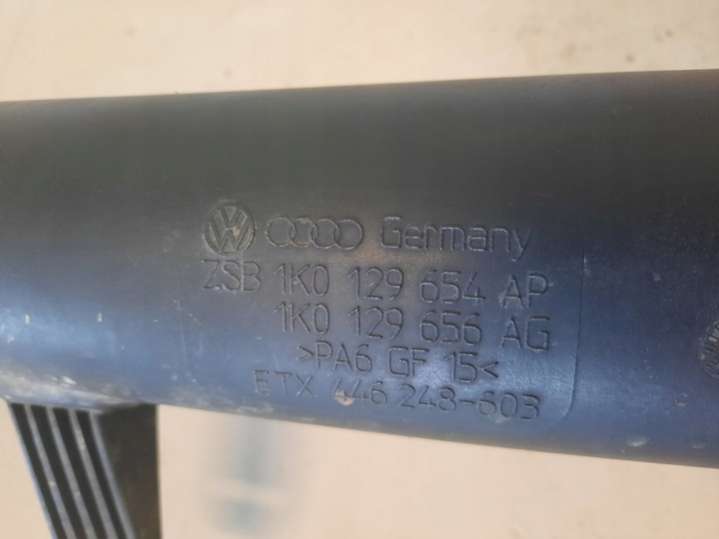 Germany
ZSB 1K0 129 654 AP
1K0 129 656 AG
>PA6 GF 15<
ETX 446 248-603